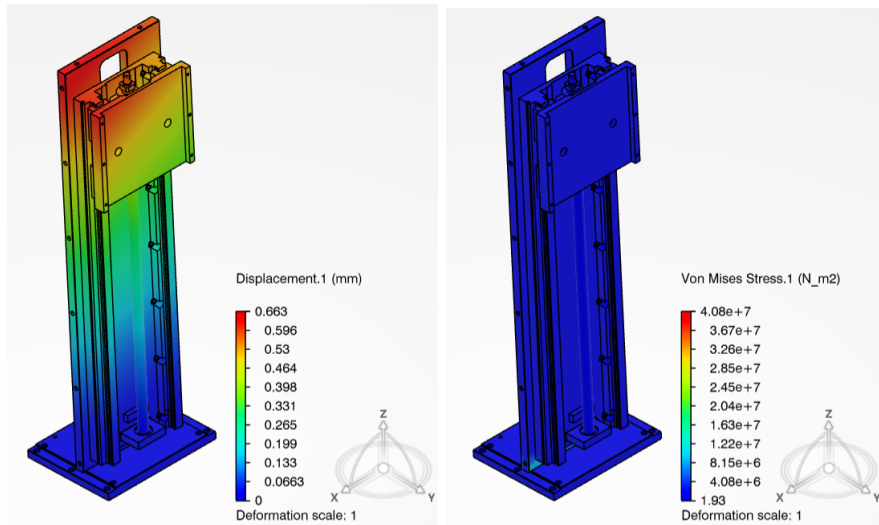 Displacement.1 (mm)
0.663
0.596
0.53
0.464
0.398
0.331
0.265
0.199
0.133
0.0663
0
Deformation scale: 1
Z
X
Y
Von Mises Stress.1 (N_m2)
4.08e+7
3.67e+7
3.26e+7
2.85e+7
2.45e+7
2.04e+7
1.63e+7
1.22e+7
8.15e+6
4.08e+6
1.93
Deformation scale: 1
Z
X
Y